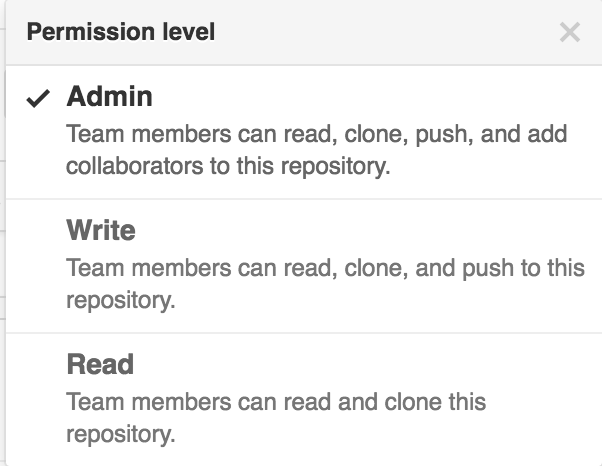 Permission level
Admin
Team members can read, clone, push, and add
collaborators to this repository.
Write
Team members can read, clone, and push to this
repository.
Read
Team members can read and clone this
repository.